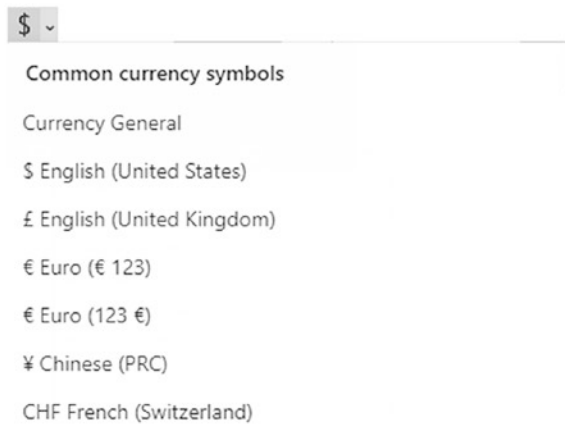 $
Common currency symbols
Currency General
$ English (United States)
£ English (United Kingdom)
€ Euro (€ 123)
€ Euro (123 €)
¥ Chinese (PRC)
CHF French (Switzerland)